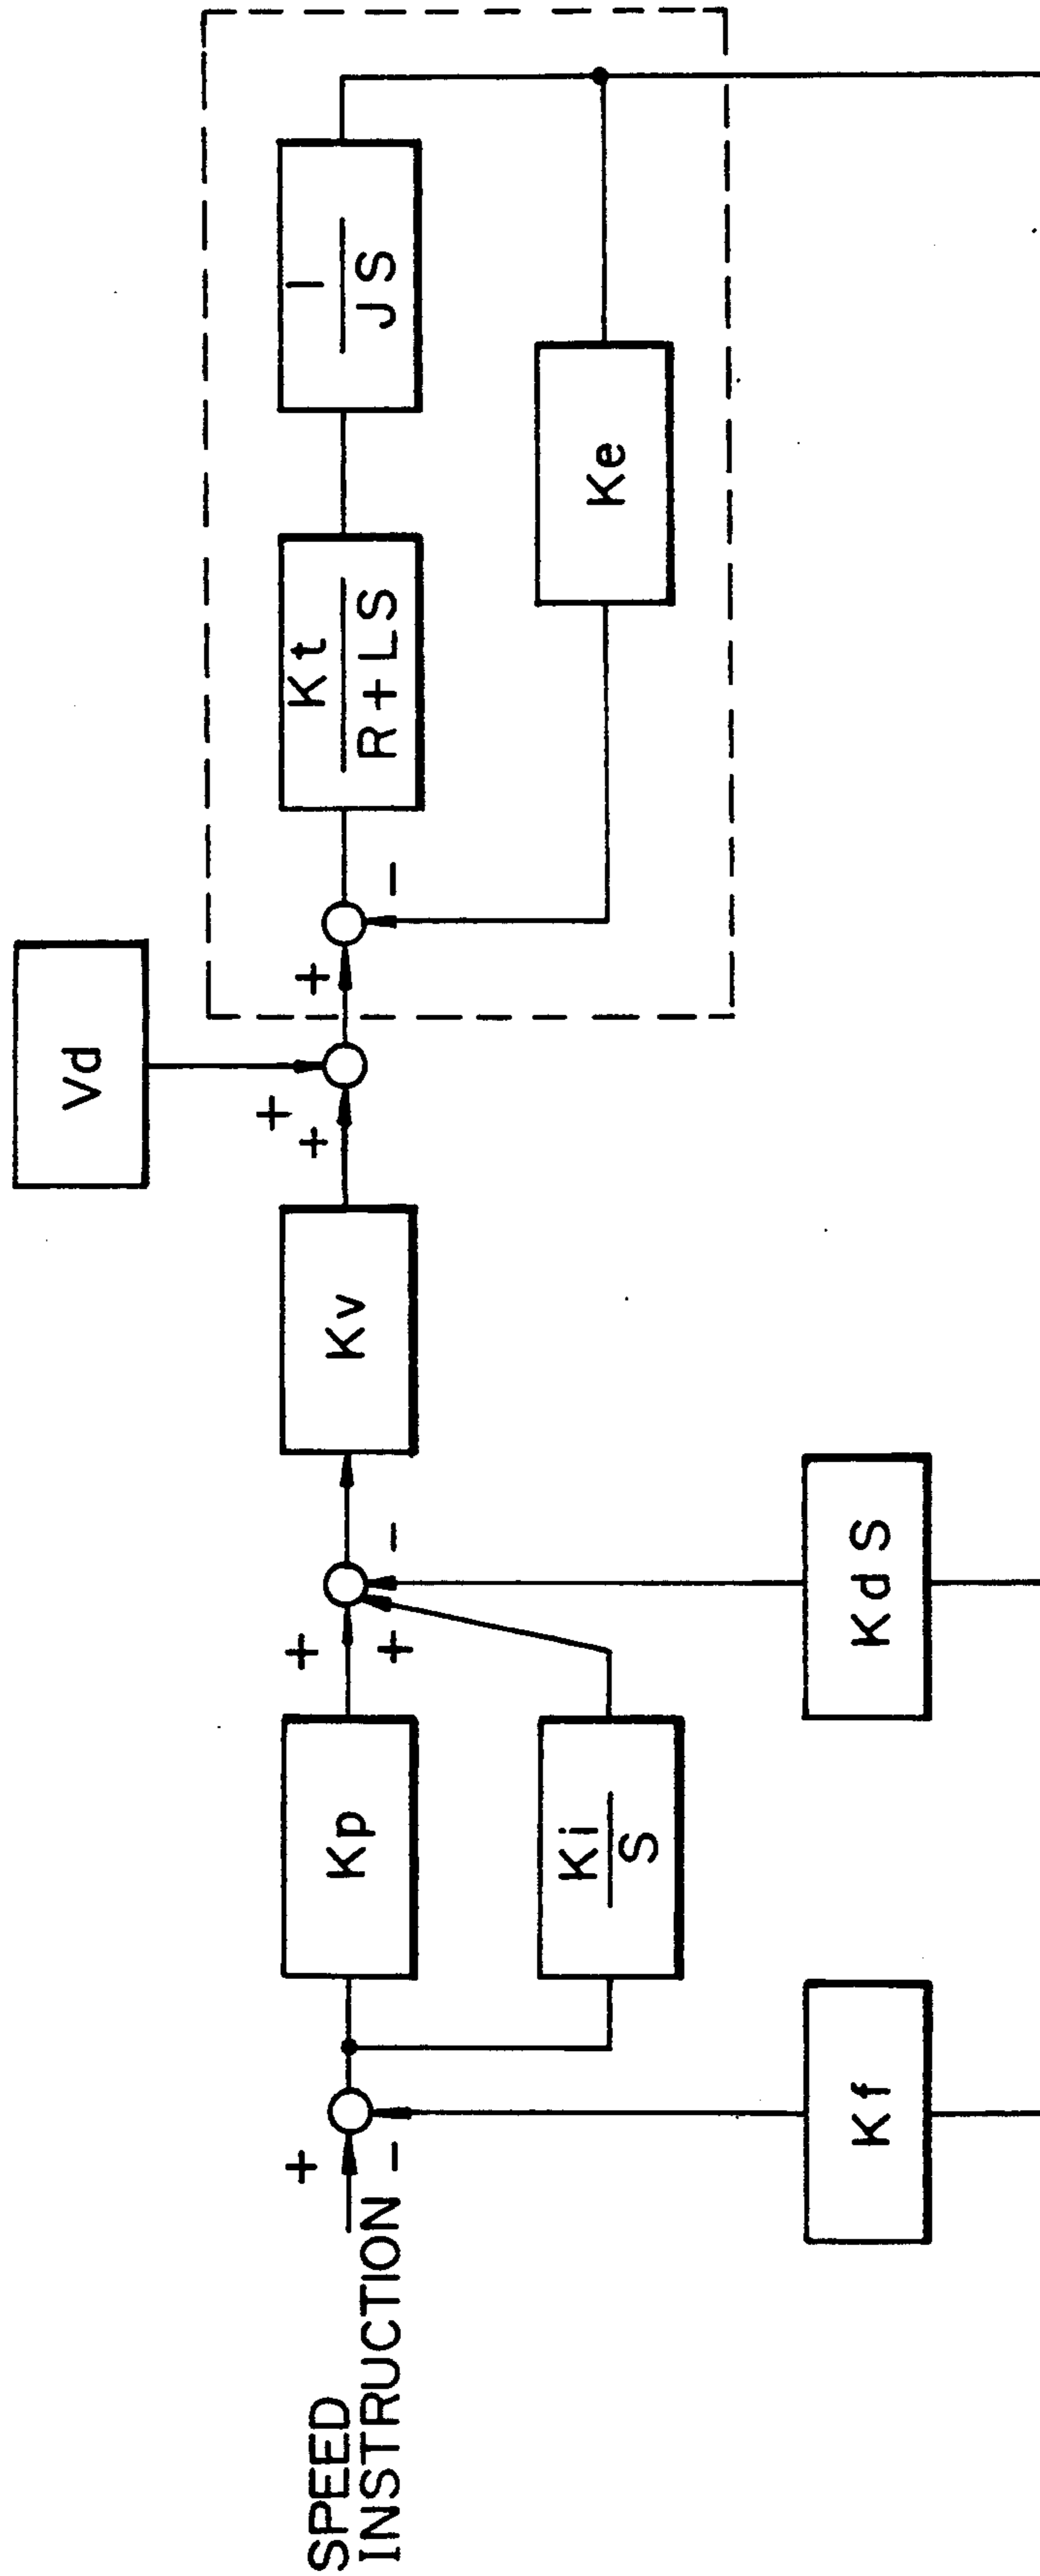 SPEED
INSTRUCTION
+
-
Kp
Ki
S
+
+
-
Kv
Vd
+
+
+
-
Kt
R+LS
1
JS
Ke
Kf
KdS